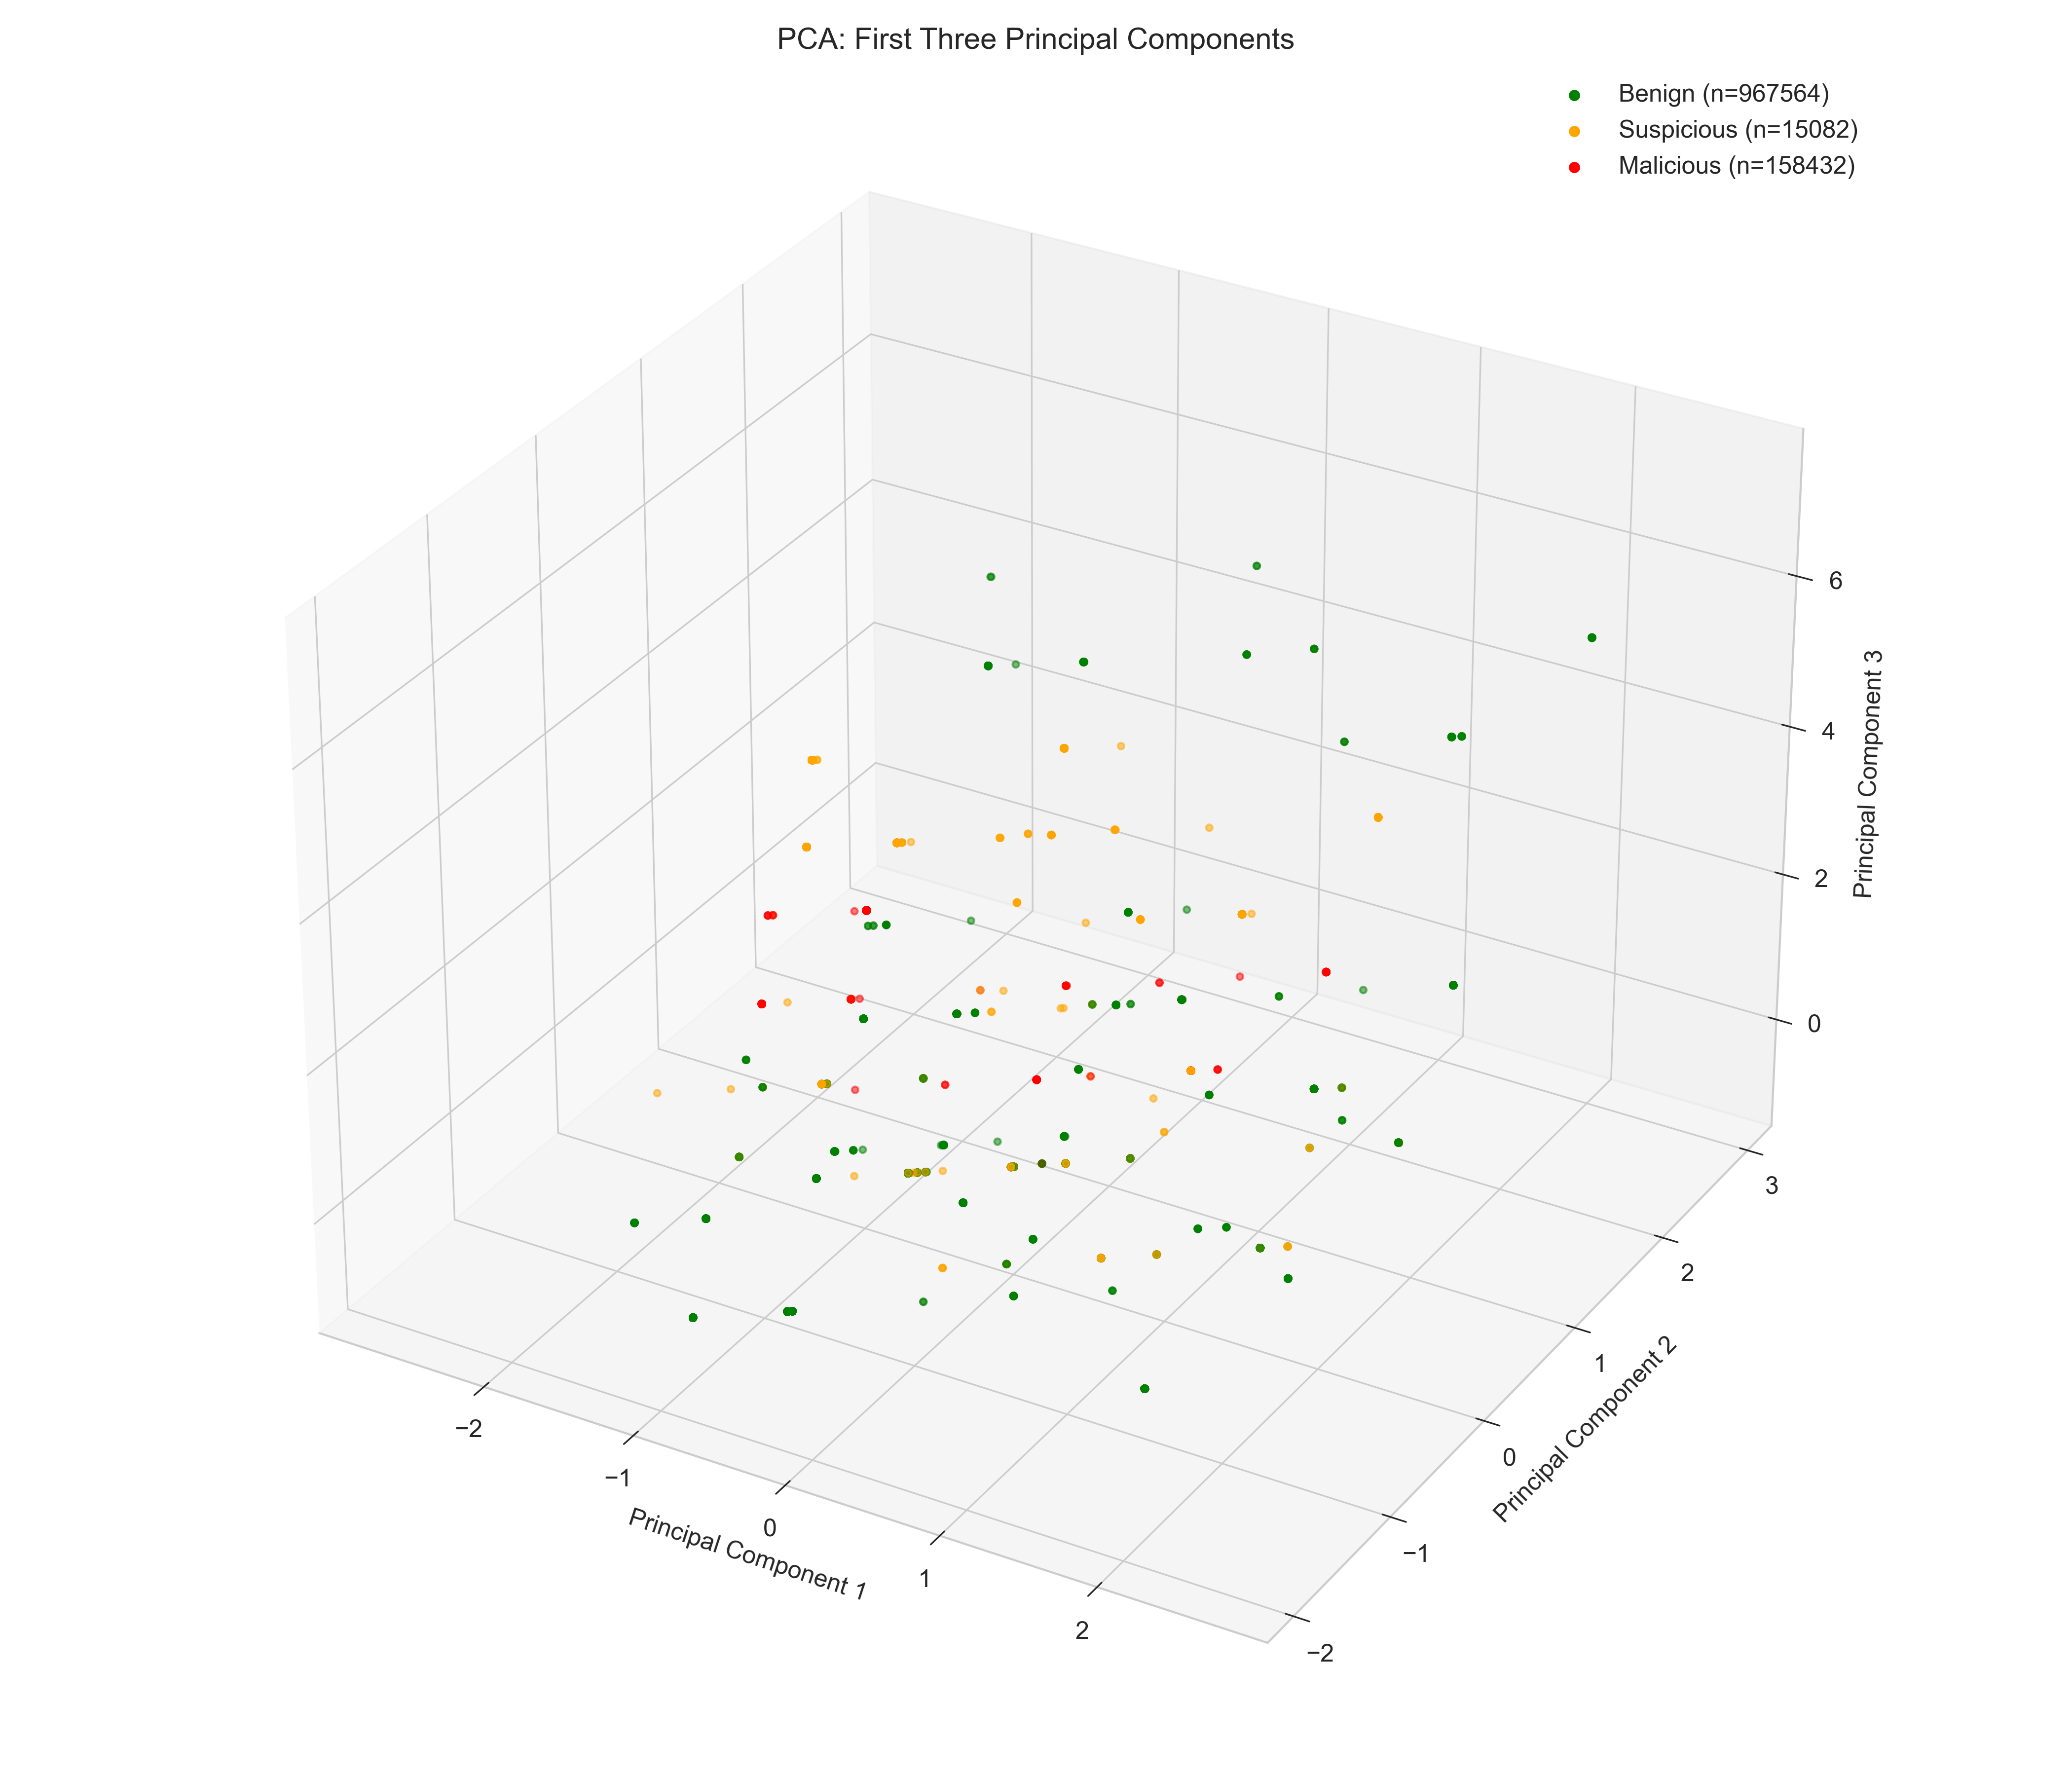 PCA: First Three Principal Components
Benign (n=967564)
Suspicious (n=15082)
Malicious (n=158432)
6
4
2
0
Principal Component 3
3
2
1
0
−1
−2
Principal Component 2
−2
−1
0
1
2
Principal Component 1